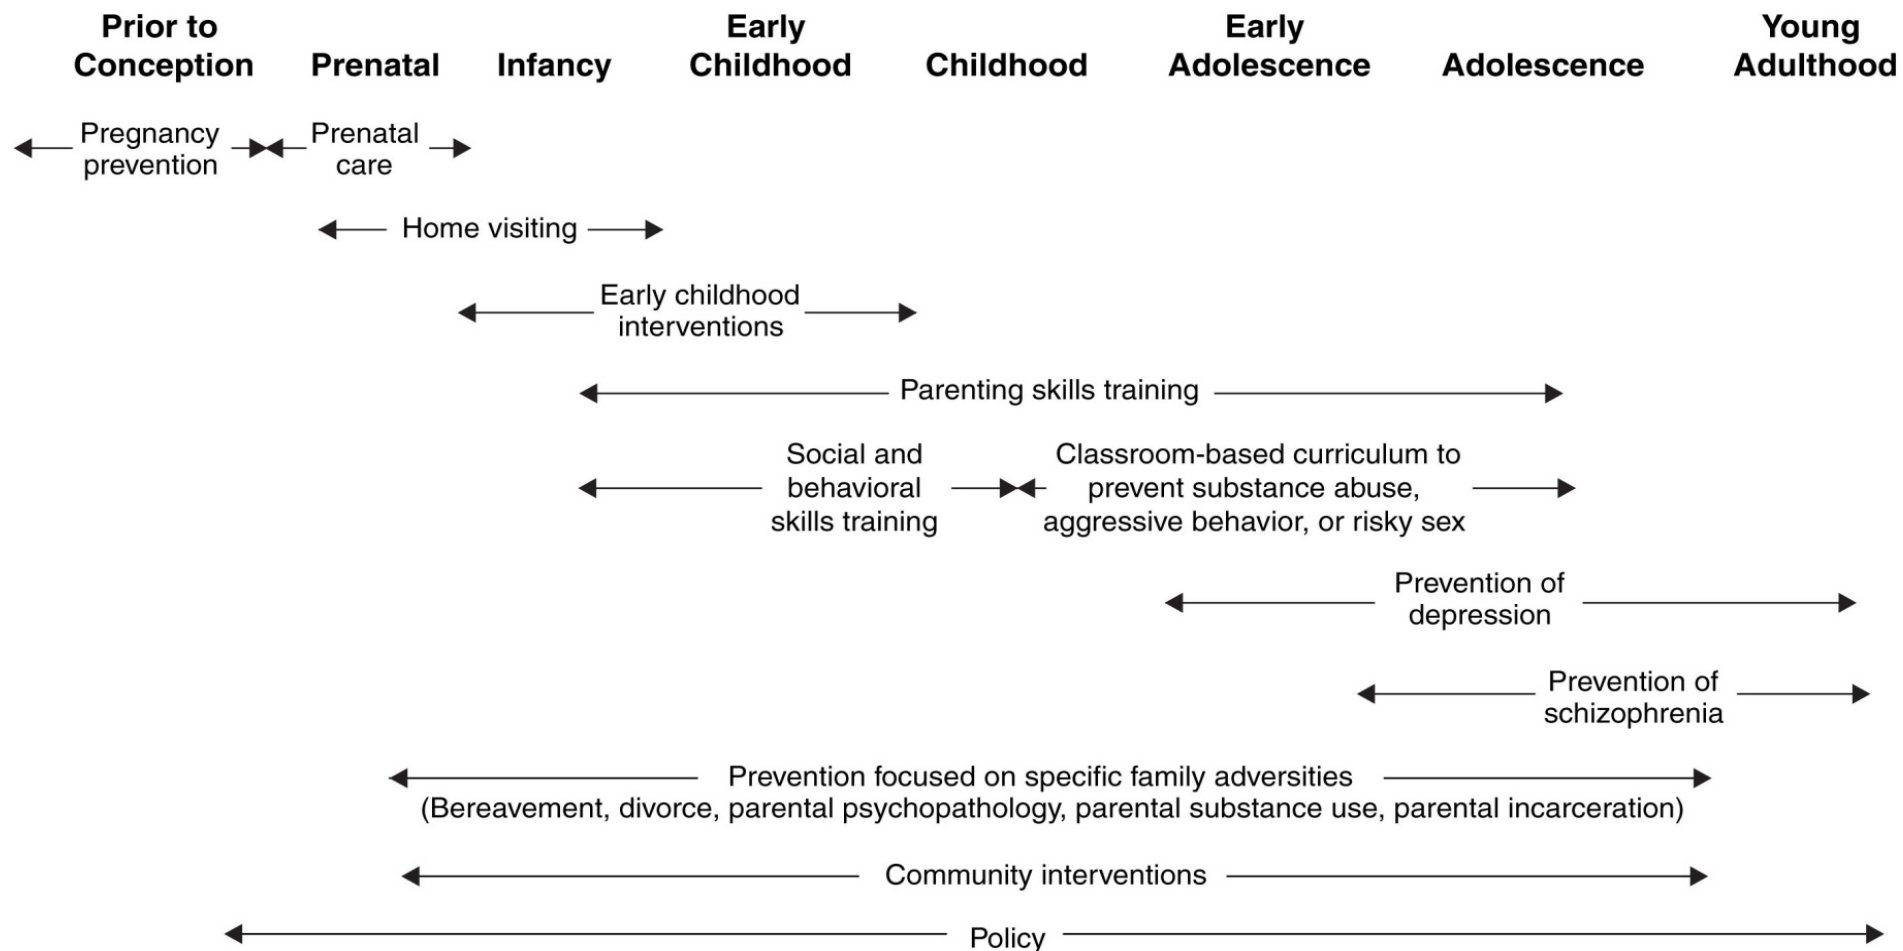 Prior to
Conception
Prenatal
Infancy
Early
Childhood
Childhood
Early
Adolescence
Adolescence
Young
Adulthood
Pregnancy
prevention
Prenatal
care
Home visiting
Early childhood
interventions
Parenting skills training
Social and
behavioral
skills training
Classroom-based curriculum to
prevent substance abuse,
aggressive behavior, or risky sex
Prevention of
depression
Prevention of
schizophrenia
Prevention focused on specific family adversities
(Bereavement, divorce, parental psychopathology, parental substance use, parental incarceration)
Community interventions
Policy